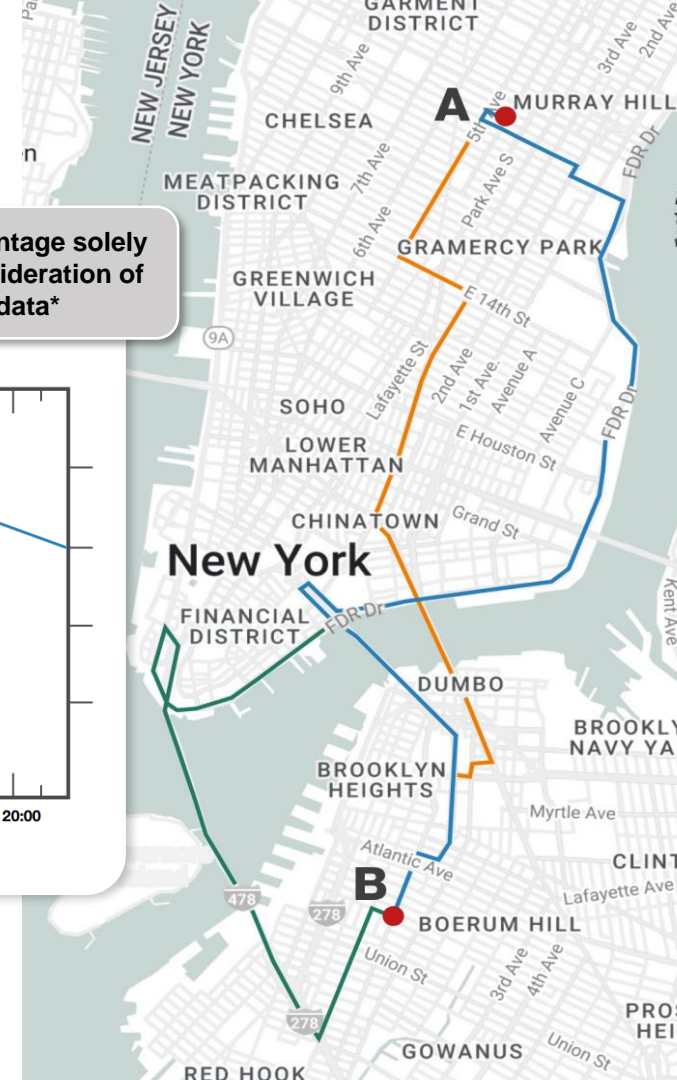 GARMENT
DISTRICT
3rd Ave
2nd Ave
9th Ave
NEW JERSEY
NEW YORK
A
MURRAY HILL
CHELSEA
5th Ave
FDR Dr
7th Ave
MEATPACKING
DISTRICT
Park Ave S
6th Ave
GRAMERCY PARK
ntage solely
ideration of
data*
GREENWICH
VILLAGE
E 14th St
9A
Lafayette St
2nd Ave
1st Ave.
Avenue A
Avenue C
FDR Dr
SOHO
E Houston St
LOWER
MANHATTAN
CHINATOWN
Grand St
New York
Kent Ave
FINANCIAL
DISTRICT
FDR Dr
DUMBO
BROOKLY
NAVY YA
BROOKLYN
HEIGHTS
20:00
Myrtle Ave
Atlantic Ave
CLINT
B
Lafayette Ave
478
278
BOERUM HILL
Union St
3rd Ave
4th Ave
278
PROS
HEI
GOWANUS
Union St
RED HOOK